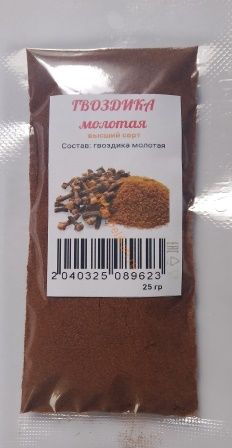 ГВОЗДИКА
молотая
высший сорт
Состав: гвоздика молотая
2 040325 089623
25 гр